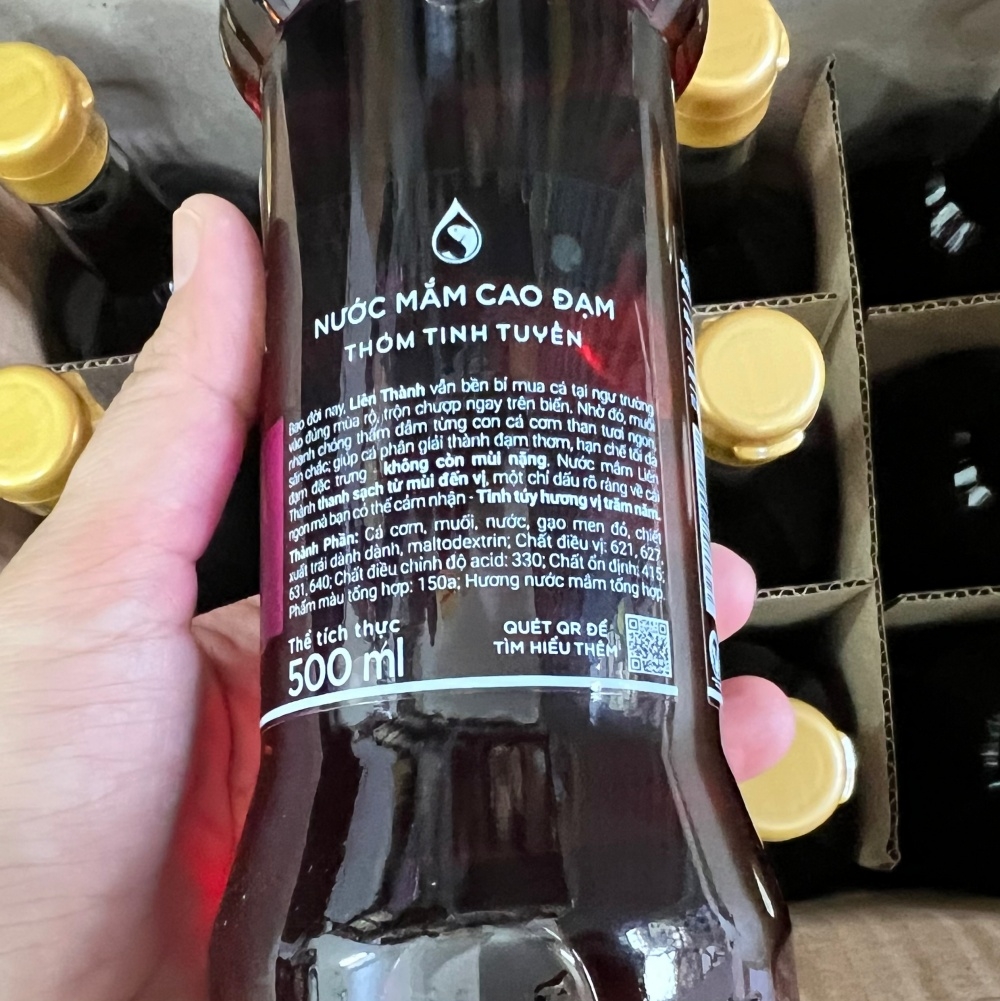 NƯỚC MẮM CAO ĐẠM
THƠM TINH TUYỀN
Bao đời nay, Liên Thành vẫn bền bỉ mua cá tại ngư trường
vào đúng mùa rộ, trộn chượp ngay trên biển. Nhờ đó, muối
nhanh chóng thấm đẫm từng con cá cơm than tươi ngon,
săn chắc; giúp cá phân giải thành đạm thơm, hạn chế tối đa
đạm đặc trưng - không còn mùi nặng. Nước mắm Liên
Thành thanh sạch từ mùi đến vị, một chỉ dấu rõ ràng về cái
ngon mà bạn có thể cảm nhận - Tinh túy hương vị trăm năm.
Thành Phần: Cá cơm, muối, nước, gạo men đỏ, chiết
xuất trái dành dành, maltodextrin; Chất điều vị: 621, 627,
631, 640; Chất điều chỉnh độ acid: 330; Chất ổn định: 415;
Phẩm màu tổng hợp: 150a; Hương nước mắm tổng hợp.
Thể tích thực
500 ml
QUÉT QR ĐỂ
TÌM HIỂU THÊM